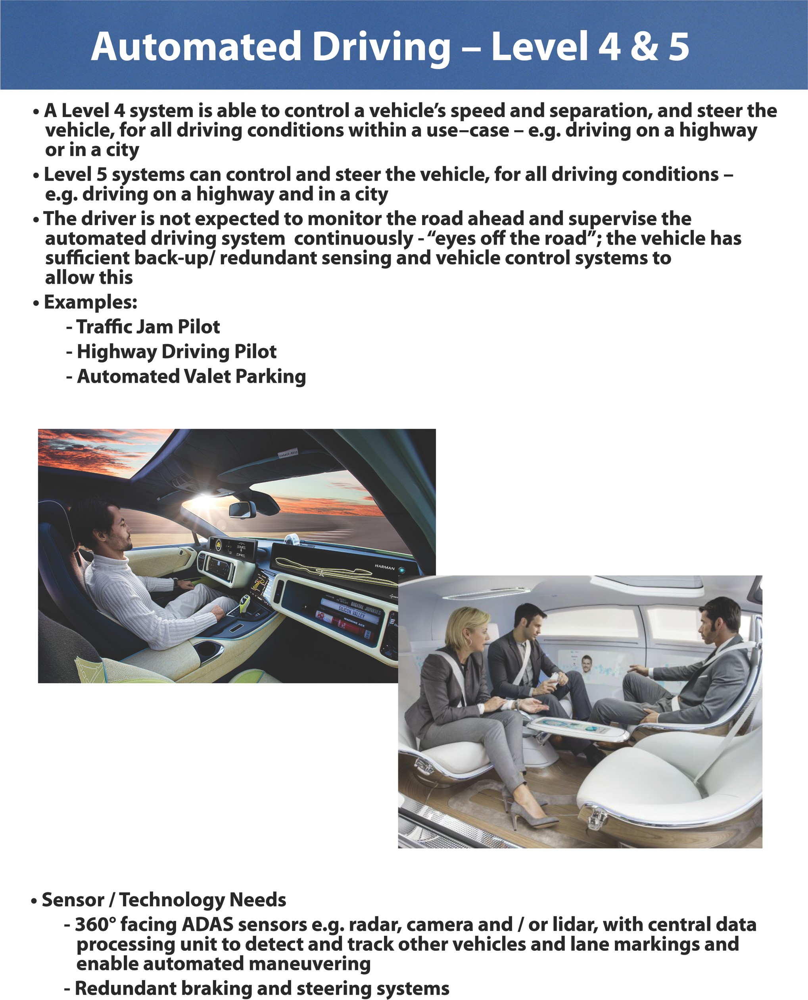 Automated Driving – Level 4 & 5
• A Level 4 system is able to control a vehicle’s speed and separation, and steer the
vehicle, for all driving conditions within a use–case – e.g. driving on a highway
or in a city
• Level 5 systems can control and steer the vehicle, for all driving conditions –
e.g. driving on a highway and in a city
• The driver is not expected to monitor the road ahead and supervise the
automated driving system  continuously - “eyes off the road”; the vehicle has
sufficient back-up/ redundant sensing and vehicle control systems to
allow this
• Examples:
- Traffic Jam Pilot
- Highway Driving Pilot
- Automated Valet Parking
HARMAN
DIGITAL JUNKIES
SILICON VALLEY
MACHINE AGE
• Sensor / Technology Needs
- 360° facing ADAS sensors e.g. radar, camera and / or lidar, with central data
processing unit to detect and track other vehicles and lane markings and
enable automated maneuvering
- Redundant braking and steering systems